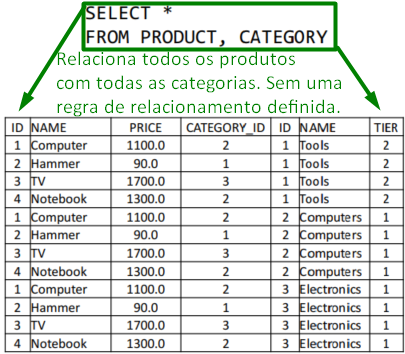 SELECT *
FROM PRODUCT, CATEGORY
Relaciona todos os produtos
com todas as categorias. Sem uma
regra de relacionamento definida.
ID NAME PRICE CATEGORY_ID ID NAME TIER
1 Computer 1100.0 2 1 Tools 2
2 Hammer 90.0 1 1 Tools 2
3 TV 1700.0 3 1 Tools 2
4 Notebook 1300.0 2 1 Tools 2
1 Computer 1100.0 2 2 Computers 1
2 Hammer 90.0 1 2 Computers 1
3 TV 1700.0 3 2 Computers 1
4 Notebook 1300.0 2 2 Computers 1
1 Computer 1100.0 2 3 Electronics 1
2 Hammer 90.0 1 3 Electronics 1
3 TV 1700.0 3 3 Electronics 1
4 Notebook 1300.0 2 3 Electronics 1